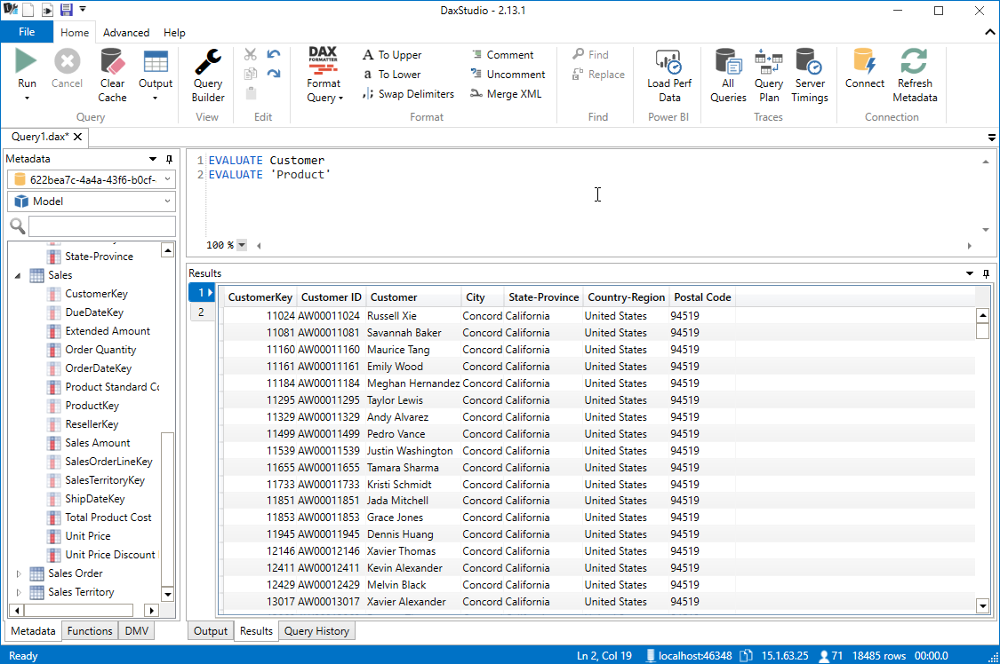 DaxStudio - 2.13.1
File Home Advanced Help
Run Cancel Clear Cache Output
Query
Query Builder
View
Edit
DAX FORMATTER
Format Query
A To Upper
a To Lower
Swap Delimiters
Comment
Uncomment
Merge XML
Format
Find
Replace
Find
Load Perf Data
Power BI
All Queries Query Plan Server Timings
Traces
Connect Refresh Metadata
Connection
Query1.dax*
Metadata
622bea7c-4a4a-43f6-b0cf-
Model
State-Province
Sales
CustomerKey
DueDateKey
Extended Amount
Order Quantity
OrderDateKey
Product Standard Co
ProductKey
ResellerKey
Sales Amount
SalesOrderLineKey
SalesTerritoryKey
ShipDateKey
Total Product Cost
Unit Price
Unit Price Discount
Sales Order
Sales Territory
Metadata Functions DMV
1 EVALUATE Customer
2 EVALUATE 'Product'
100 %
Results
1
2
CustomerKey Customer ID Customer City State-Province Country-Region Postal Code
11024 AW00011024 Russell Xie Concord California United States 94519
11081 AW00011081 Savannah Baker Concord California United States 94519
11160 AW00011160 Maurice Tang Concord California United States 94519
11161 AW00011161 Emily Wood Concord California United States 94519
11184 AW00011184 Meghan Hernandez Concord California United States 94519
11295 AW00011295 Taylor Lewis Concord California United States 94519
11329 AW00011329 Andy Alvarez Concord California United States 94519
11499 AW00011499 Pedro Vance Concord California United States 94519
11539 AW00011539 Justin Washington Concord California United States 94519
11655 AW00011655 Tamara Sharma Concord California United States 94519
11733 AW00011733 Kristi Schmidt Concord California United States 94519
11851 AW00011851 Jada Mitchell Concord California United States 94519
11853 AW00011853 Grace Jones Concord California United States 94519
11945 AW00011945 Dennis Huang Concord California United States 94519
12146 AW00012146 Xavier Thomas Concord California United States 94519
12411 AW00012411 Kevin Alexander Concord California United States 94519
12429 AW00012429 Melvin Black Concord California United States 94519
13017 AW00013017 Xavier Alexander Concord California United States 94519
Output Results Query History
Ready Ln 2, Col 19 localhost:46348 15.1.63.25 71 18485 rows 00:00.0